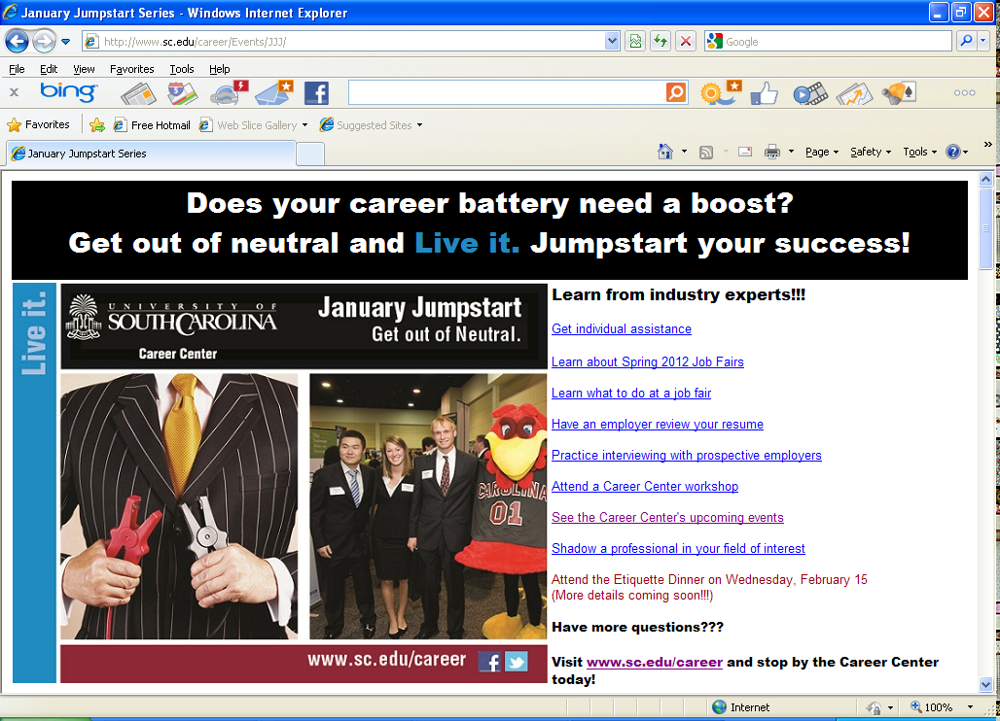 January Jumpstart Series - Windows Internet Explorer
http://www.sc.edu/career/Events/JJJ/
Google
File Edit View Favorites Tools Help
x bing
Favorites Free Hotmail Web Slice Gallery Suggested Sites
January Jumpstart Series
Page Safety Tools »
Does your career battery need a boost?
Get out of neutral and Live it. Jumpstart your success!
Live it.
UNIVERSITY OF
SOUTH CAROLINA
Career Center
January Jumpstart
Get out of Neutral.
CAROLINA
01
www.sc.edu/career
Learn from industry experts!!!
Get individual assistance
Learn about Spring 2012 Job Fairs
Learn what to do at a job fair
Have an employer review your resume
Practice interviewing with prospective employers
Attend a Career Center workshop
See the Career Center's upcoming events
Shadow a professional in your field of interest
Attend the Etiquette Dinner on Wednesday, February 15
(More details coming soon!!!)
Have more questions???
Visit www.sc.edu/career and stop by the Career Center
today!
Internet 100%